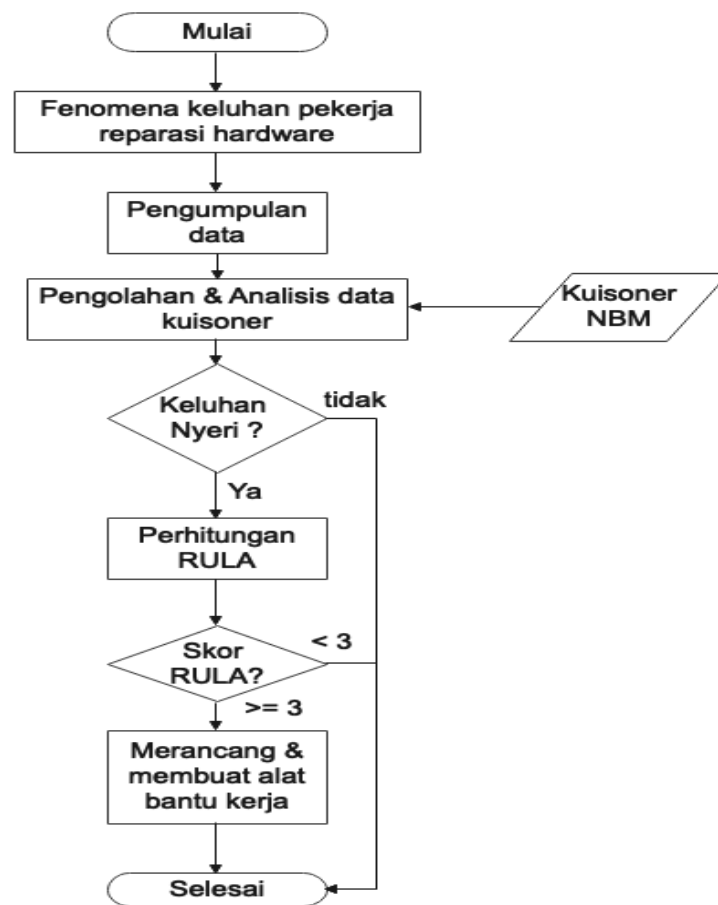 Mulai
Fenomena keluhan pekerja
reparasi hardware
Pengumpulan
data
Pengolahan & Analisis data
kuisoner
Kuisoner
NBM
Keluhan
Nyeri ?
tidak
Ya
Perhitungan
RULA
Skor
RULA?
< 3
>= 3
Merancang &
membuat alat
bantu kerja
Selesai